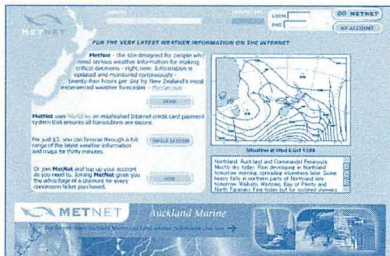 LOGIN
PIN
GO METNET
MY ACCOUNT
METNET
FOR THE VERY LATEST WEATHER INFORMATION ON THE INTERNET
MetNet - the site designed for people who
need serious weather information for making
critical decisions - right now. Information is
updated and monitored continuously -
twenty-four hours per day by New Zealand's most
experienced weather forecasters -
MetNet uses an established Internet credit card payment
system that ensures all transactions are secure.
For just $5, you can browse through a full
range of the latest weather information
and maps for thirty minutes.
SINGLE SESSION
Or join MetNet and top up your account
as you need to. Joining MetNet gives you
the advantage of a discount for every
concession ticket purchased.
JOIN
Situation at Wed 6 Oct 1300
Northland, Auckland and Coromandel Peninsula
Mostly dry today. Rain developing in Northland
tomorrow morning, spreading elsewhere later. Some
heavy falls in northern parts of Northland late
tomorrow. Waikato, Waitomo, Bay of Plenty and
North Taranaki. Fine today but for isolated showers
METNET
Auckland Marine